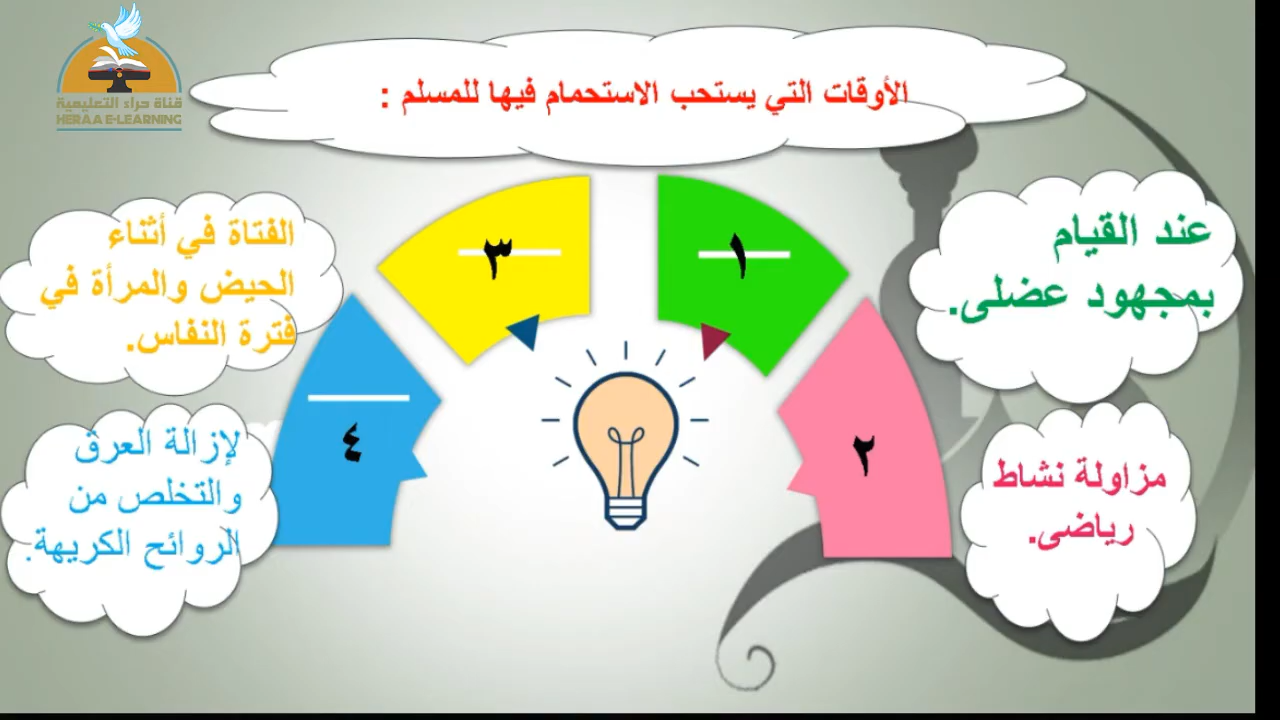 قناة حراء التعليمية
HERAA E-LEARNING
الأوقات التي يستحب الاستحمام فيها للمسلم :
١
عند القيام
بمجهود عضلى.
٢
مزاولة نشاط
رياضى.
٣
الفتاة في أثناء
الحيض والمرأة في
فترة النفاس.
٤
لإزالة العرق
والتخلص من
الروائح الكريهة.